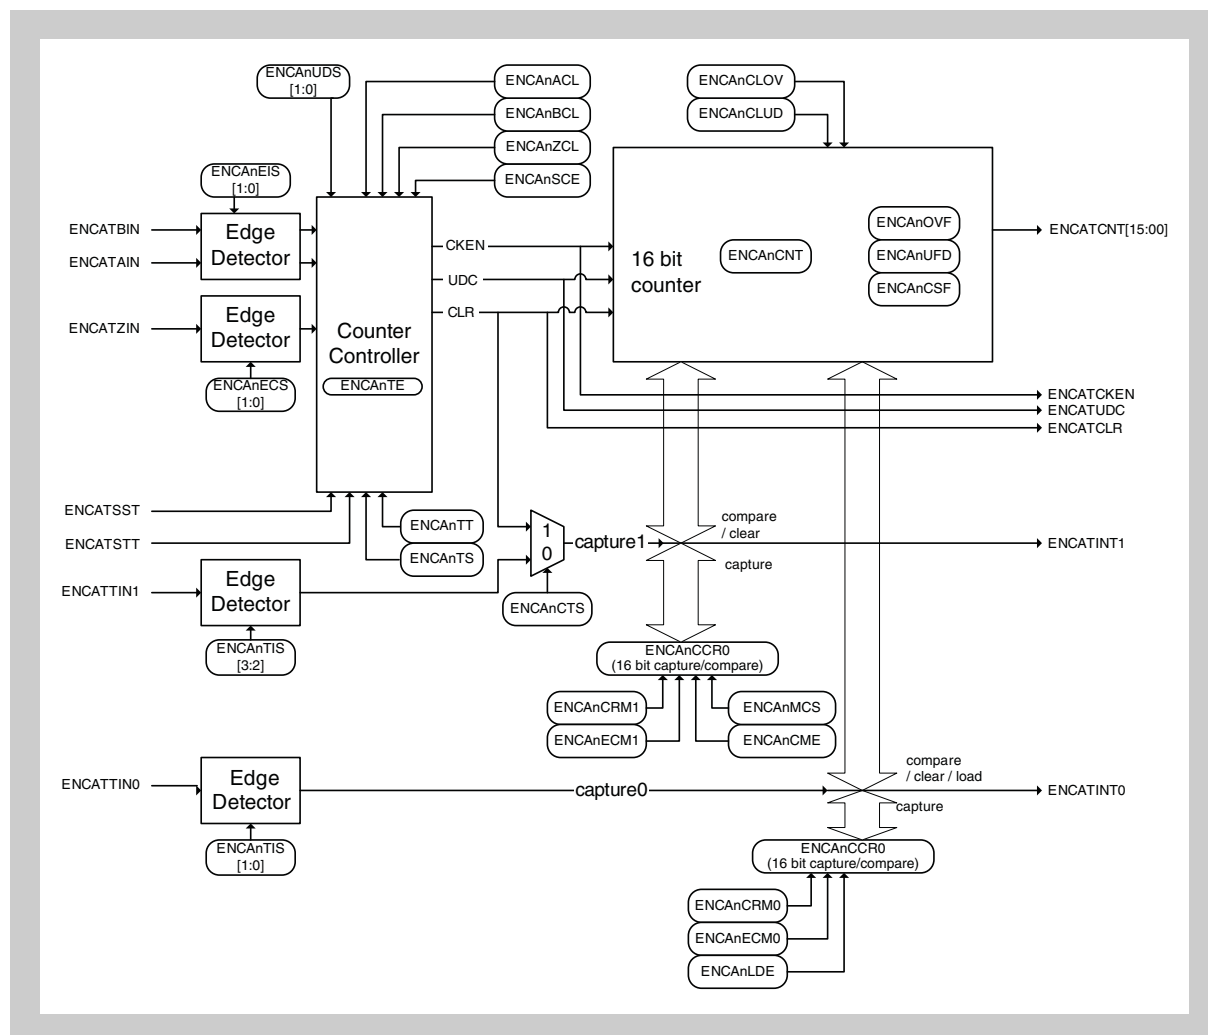 ENCAnUDS
[1:0]
ENCAnACL
ENCAnBCL
ENCAnZCL
ENCAnSCE
ENCAnCLOV
ENCAnCLUD
ENCAnEIS
[1:0]
ENCATBIN
ENCATAIN
Edge
Detector
ENCATZIN
Edge
Detector
ENCAnECS
[1:0]
Counter
Controller
ENCAnTE
CKEN
UDC
CLR
16 bit
counter
ENCAnCNT
ENCAnOVF
ENCAnUFD
ENCAnCSF
ENCATCNT[15:00]
ENCATCKEN
ENCATUDC
ENCATCLR
ENCATSST
ENCATSTT
ENCAnTT
ENCAnTS
1
0
capture1
compare
/ clear
capture
ENCATINT1
ENCATTIN1
Edge
Detector
ENCAnCTS
ENCAnTIS
[3:2]
ENCAnCCR0
(16 bit capture/compare)
ENCAnCRM1
ENCAnECM1
ENCAnMCS
ENCAnCME
ENCATTIN0
Edge
Detector
capture0
compare
/ clear / load
capture
ENCATINT0
ENCAnTIS
[1:0]
ENCAnCCR0
(16 bit capture/compare)
ENCAnCRM0
ENCAnECM0
ENCAnLDE